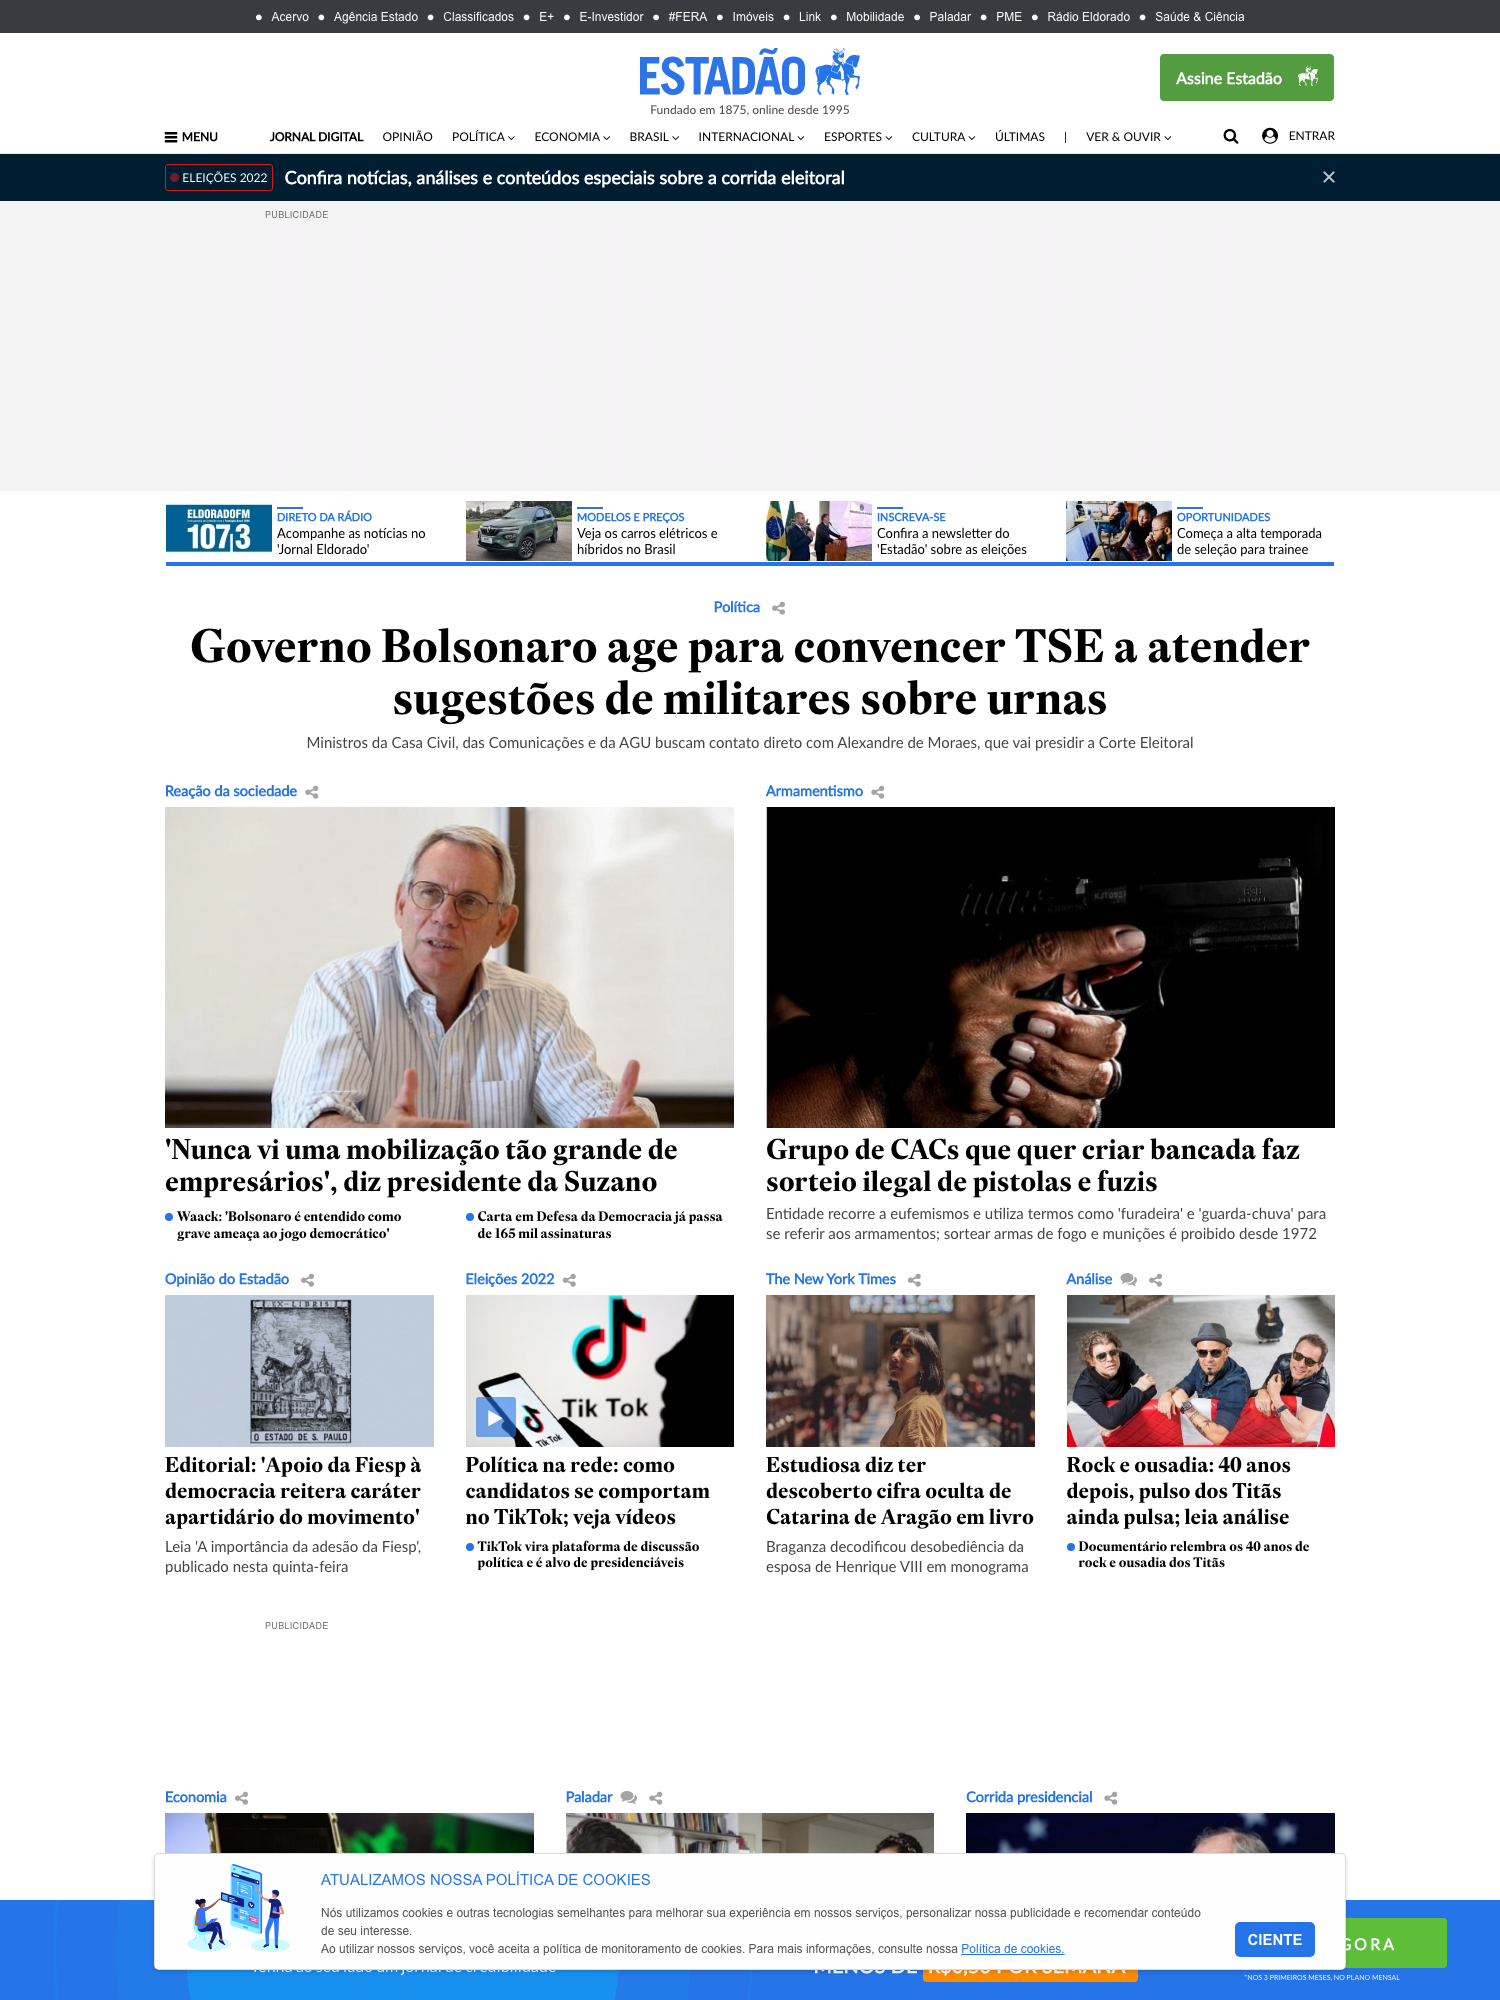 Acervo
Agência Estado
Classificados
E+
E-Investidor
#FERA
Imóveis
Link
Mobilidade
Paladar
PME
Rádio Eldorado
Saúde & Ciência
ESTADÃO
Fundado em 1875, online desde 1995
Assine Estadão
MENU
JORNAL DIGITAL
OPINIÃO
POLÍTICA
ECONOMIA
BRASIL
INTERNACIONAL
ESPORTES
CULTURA
ÚLTIMAS
|
VER & OUVIR
ENTRAR
ELEIÇÕES 2022
Confira notícias, análises e conteúdos especiais sobre a corrida eleitoral
PUBLICIDADE
ELDORADOFM
107,3
DIRETO DA RÁDIO
Acompanhe as notícias no
'Jornal Eldorado'
MODELOS E PREÇOS
Veja os carros elétricos e
híbridos no Brasil
INSCREVA-SE
Confira a newsletter do
'Estadão' sobre as eleições
OPORTUNIDADES
Começa a alta temporada
de seleção para trainee
Política
Governo Bolsonaro age para convencer TSE a atender
sugestões de militares sobre urnas
Ministros da Casa Civil, das Comunicações e da AGU buscam contato direto com Alexandre de Moraes, que vai presidir a Corte Eleitoral
Reação da sociedade
'Nunca vi uma mobilização tão grande de
empresários', diz presidente da Suzano
Waack: 'Bolsonaro é entendido como
grave ameaça ao jogo democrático'
Carta em Defesa da Democracia já passa
de 165 mil assinaturas
Armamentismo
Grupo de CACs que quer criar bancada faz
sorteio ilegal de pistolas e fuzis
Entidade recorre a eufemismos e utiliza termos como 'furadeira' e 'guarda-chuva' para
se referir aos armamentos; sortear armas de fogo e munições é proibido desde 1972
Opinião do Estadão
EX-LIBRIS
O ESTADO DE S. PAULO
Editorial: 'Apoio da Fiesp à
democracia reitera caráter
apartidário do movimento'
Leia 'A importância da adesão da Fiesp',
publicado nesta quinta-feira
Eleições 2022
Tik Tok
Tik Tok
Política na rede: como
candidatos se comportam
no TikTok; veja vídeos
TikTok vira plataforma de discussão
política e é alvo de presidenciáveis
The New York Times
Estudiosa diz ter
descoberto cifra oculta de
Catarina de Aragão em livro
Braganza decodificou desobediência da
esposa de Henrique VIII em monograma
Análise
Rock e ousadia: 40 anos
depois, pulso dos Titãs
ainda pulsa; leia análise
Documentário relembra os 40 anos de
rock e ousadia dos Titãs
PUBLICIDADE
Economia
Paladar
Corrida presidencial
ATUALIZAMOS NOSSA POLÍTICA DE COOKIES
Nós utilizamos cookies e outras tecnologias semelhantes para melhorar sua experiência em nossos serviços, personalizar nossa publicidade e recomendar conteúdo
de seu interesse.
Ao utilizar nossos serviços, você aceita a política de monitoramento de cookies. Para mais informações, consulte nossa Política de cookies.
CIENTE
GORA
*NOS 3 PRIMEIROS MESES, NO PLANO MENSAL